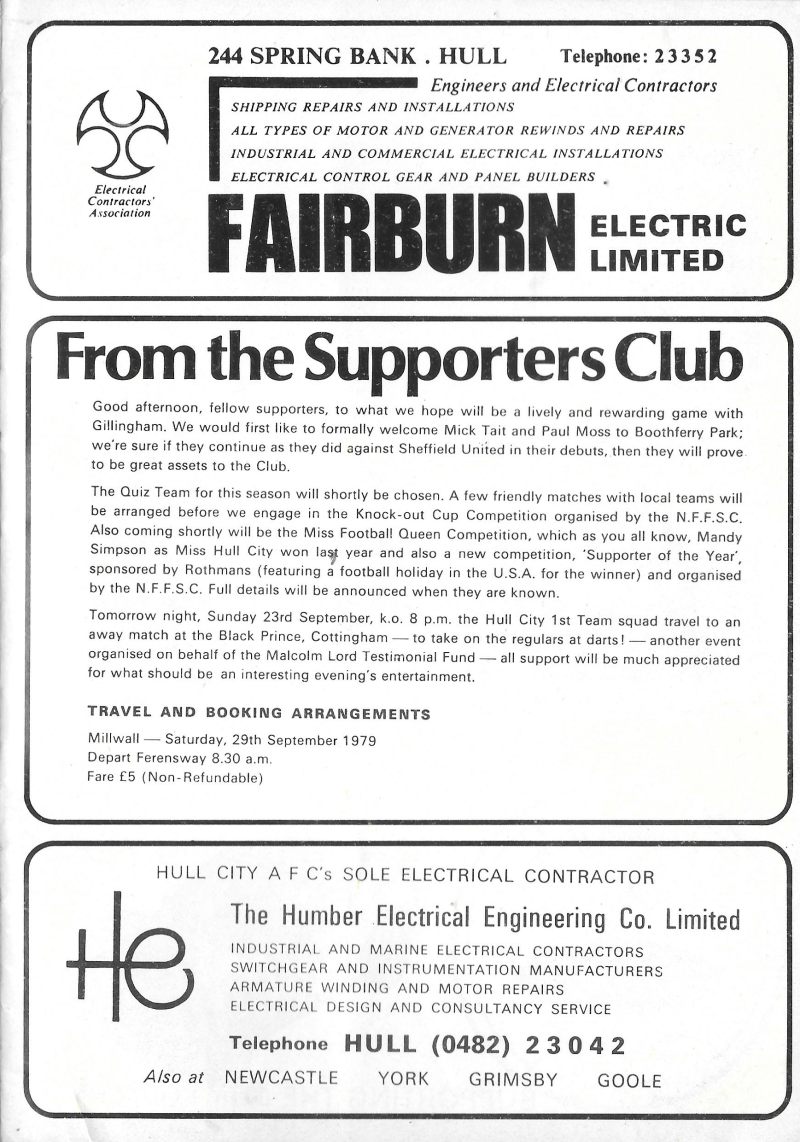 244 SPRING BANK . HULL Telephone: 23352
Engineers and Electrical Contractors
SHIPPING REPAIRS AND INSTALLATIONS
ALL TYPES OF MOTOR AND GENERATOR REWINDS AND REPAIRS
INDUSTRIAL AND COMMERCIAL ELECTRICAL INSTALLATIONS
ELECTRICAL CONTROL GEAR AND PANEL BUILDERS
Electrical
Contractors'
Association
FAIRBURN ELECTRIC
LIMITED
From the Supporters Club
Good afternoon, fellow supporters, to what we hope will be a lively and rewarding game with
Gillingham. We would first like to formally welcome Mick Tait and Paul Moss to Boothferry Park;
we're sure if they continue as they did against Sheffield United in their debuts, then they will prove
to be great assets to the Club.
The Quiz Team for this season will shortly be chosen. A few friendly matches with local teams will
be arranged before we engage in the Knock-out Cup Competition organised by the N.F.F.S.C.
Also coming shortly will be the Miss Football Queen Competition, which as you all know, Mandy
Simpson as Miss Hull City won last year and also a new competition, 'Supporter of the Year',
sponsored by Rothmans (featuring a football holiday in the U.S.A. for the winner) and organised
by the N.F.F.S.C. Full details will be announced when they are known.
Tomorrow night, Sunday 23rd September, k.o. 8 p.m. the Hull City 1st Team squad travel to an
away match at the Black Prince, Cottingham — to take on the regulars at darts! — another event
organised on behalf of the Malcolm Lord Testimonial Fund — all support will be much appreciated
for what should be an interesting evening's entertainment.
TRAVEL AND BOOKING ARRANGEMENTS
Millwall — Saturday, 29th September 1979
Depart Ferensway 8.30 a.m.
Fare £5 (Non-Refundable)
HULL CITY A F C's SOLE ELECTRICAL CONTRACTOR
He
The Humber Electrical Engineering Co. Limited
INDUSTRIAL AND MARINE ELECTRICAL CONTRACTORS
SWITCHGEAR AND INSTRUMENTATION MANUFACTURERS
ARMATURE WINDING AND MOTOR REPAIRS
ELECTRICAL DESIGN AND CONSULTANCY SERVICE
Telephone HULL (0482) 23042
Also at NEWCASTLE YORK GRIMSBY GOOLE